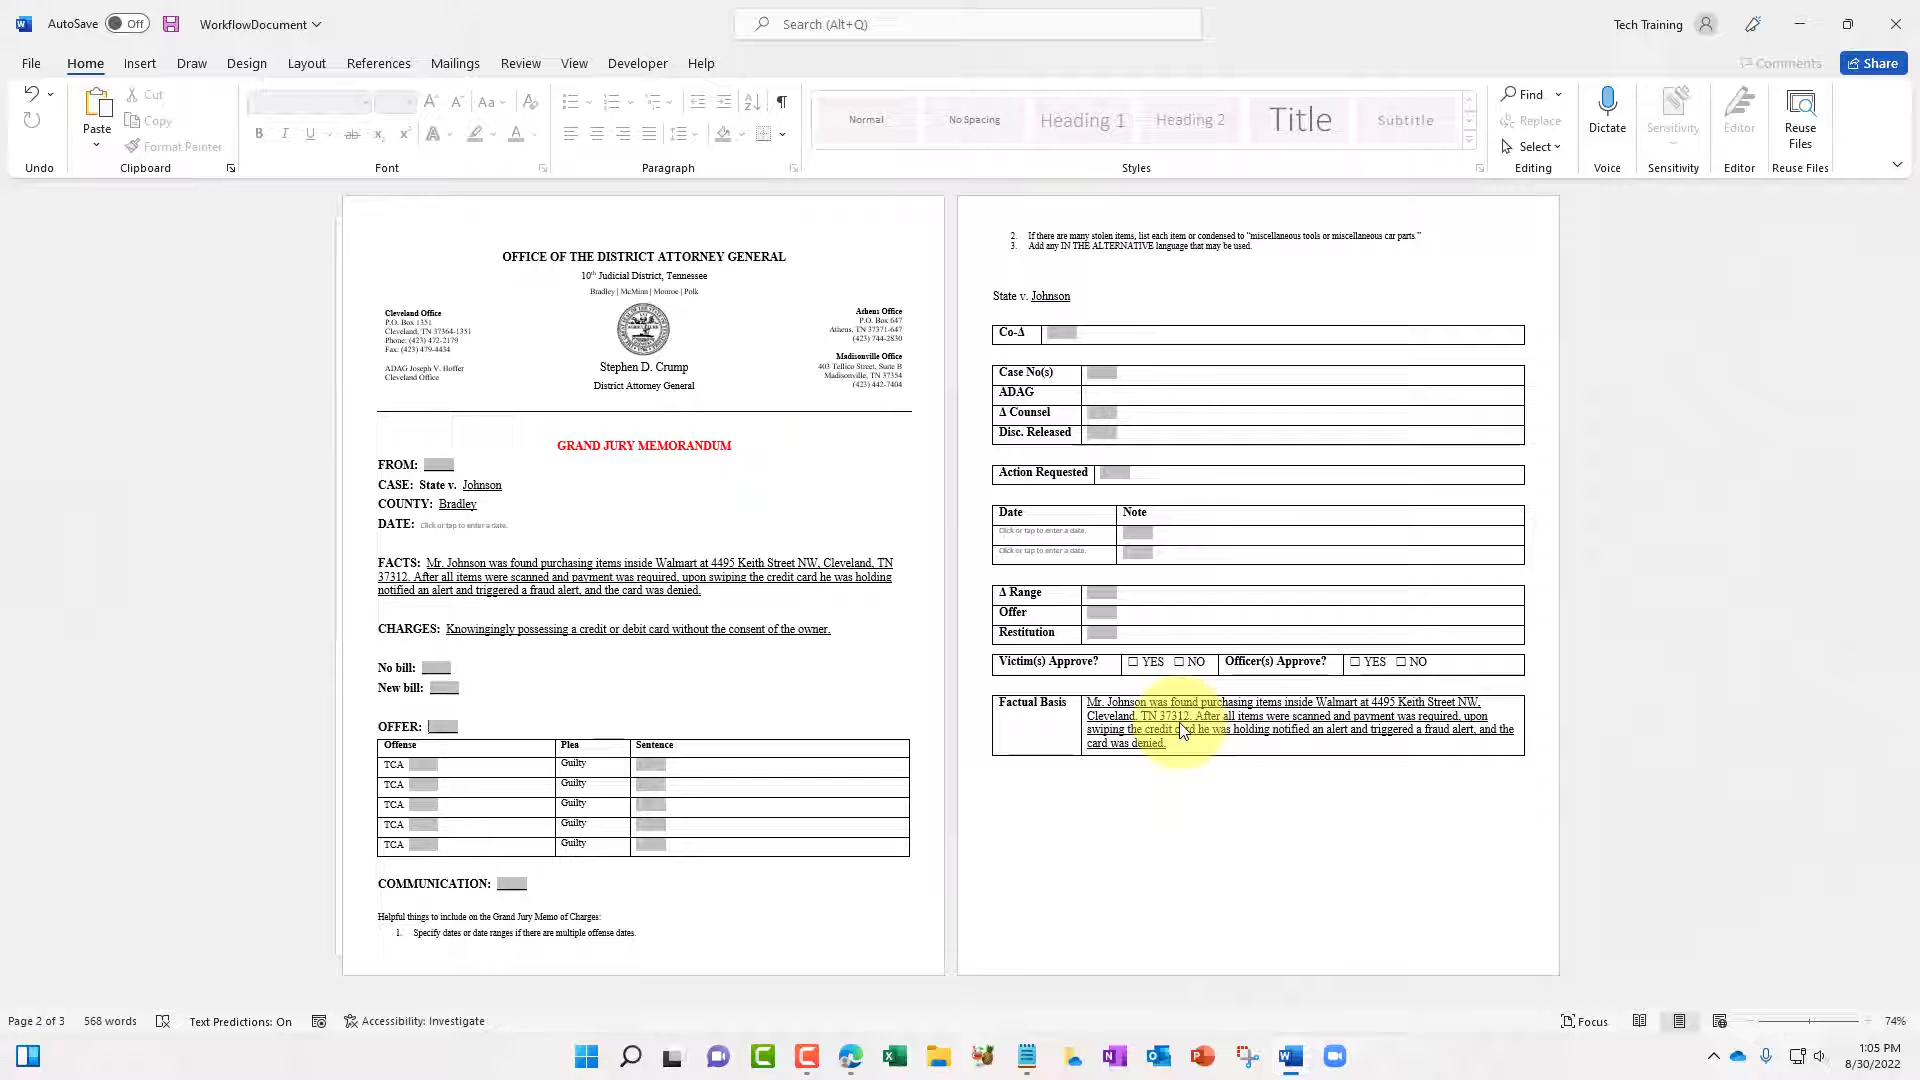 AutoSave Off WorkflowDocument Search (Alt+Q) Tech Training
File Home Insert Draw Design Layout References Mailings Review View Developer Help Comments Share
Cut
Copy
Format Painter
Paste
Aa
B I U ab x x A A
Normal No Spacing Heading 1 Heading 2 Title Subtitle
Find
Replace
Select
Dictate Sensitivity Editor Reuse Files
Undo Clipboard Font Paragraph Styles Editing Voice Sensitivity Editor Reuse Files
OFFICE OF THE DISTRICT ATTORNEY GENERAL
10th Judicial District, Tennessee
Bradley | McMinn | Monroe | Polk
Cleveland Office
P.O. Box 1351
Cleveland, TN 37364-1351
Phone: (423) 472-2179
Fax: (423) 479-4434
ADAG Joseph V. Hoffer
Cleveland Office
Stephen D. Crump
District Attorney General
Athens Office
P.O. Box 647
Athens, TN 37371-647
(423) 744-2830
Madisonville Office
403 Tellico Street, Suite B
Madisonville, TN 37354
(423) 442-7404
GRAND JURY MEMORANDUM
FROM:
CASE: State v. Johnson
COUNTY: Bradley
DATE: Click or tap to enter a date.
FACTS: Mr. Johnson was found purchasing items inside Walmart at 4495 Keith Street NW, Cleveland, TN
37312. After all items were scanned and payment was required, upon swiping the credit card he was holding
notified an alert and triggered a fraud alert, and the card was denied.
CHARGES: Knowingingly possessing a credit or debit card without the consent of the owner.
No bill:
New bill:
OFFER:
Offense Plea Sentence
TCA Guilty
TCA Guilty
TCA Guilty
TCA Guilty
TCA Guilty
COMMUNICATION:
Helpful things to include on the Grand Jury Memo of Charges:
1. Specify dates or date ranges if there are multiple offense dates.
2. If there are many stolen items, list each item or condensed to “miscellaneous tools or miscellaneous car parts.”
3. Add any IN THE ALTERNATIVE language that may be used.
State v. Johnson
Co-Δ
Case No(s)
ADAG
Δ Counsel
Disc. Released
Action Requested
Date Note
Click or tap to enter a date.
Click or tap to enter a date.
Δ Range
Offer
Restitution
Victim(s) Approve? ☐ YES ☐ NO Officer(s) Approve? ☐ YES ☐ NO
Factual Basis Mr. Johnson was found purchasing items inside Walmart at 4495 Keith Street NW,
Cleveland, TN 37312. After all items were scanned and payment was required, upon
swiping the credit card he was holding notified an alert and triggered a fraud alert, and the
card was denied.
Page 2 of 3 568 words Text Predictions: On Accessibility: Investigate Focus 74%
1:05 PM
8/30/2022